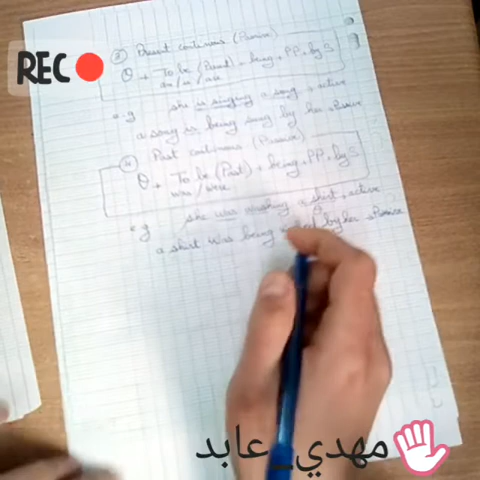 REC
③ Present continuous (Passive)
O + To be (Present) + being + PP + by S
am / is / are
e.g she is singing a song → active
a song is being sung by her → Passive
④ Past continuous (Passive)
O + To be (Past) + being + PP + by S
was / were
e.g she was washing a shirt → active
a shirt was being by her → Passive
مهدي_عابد